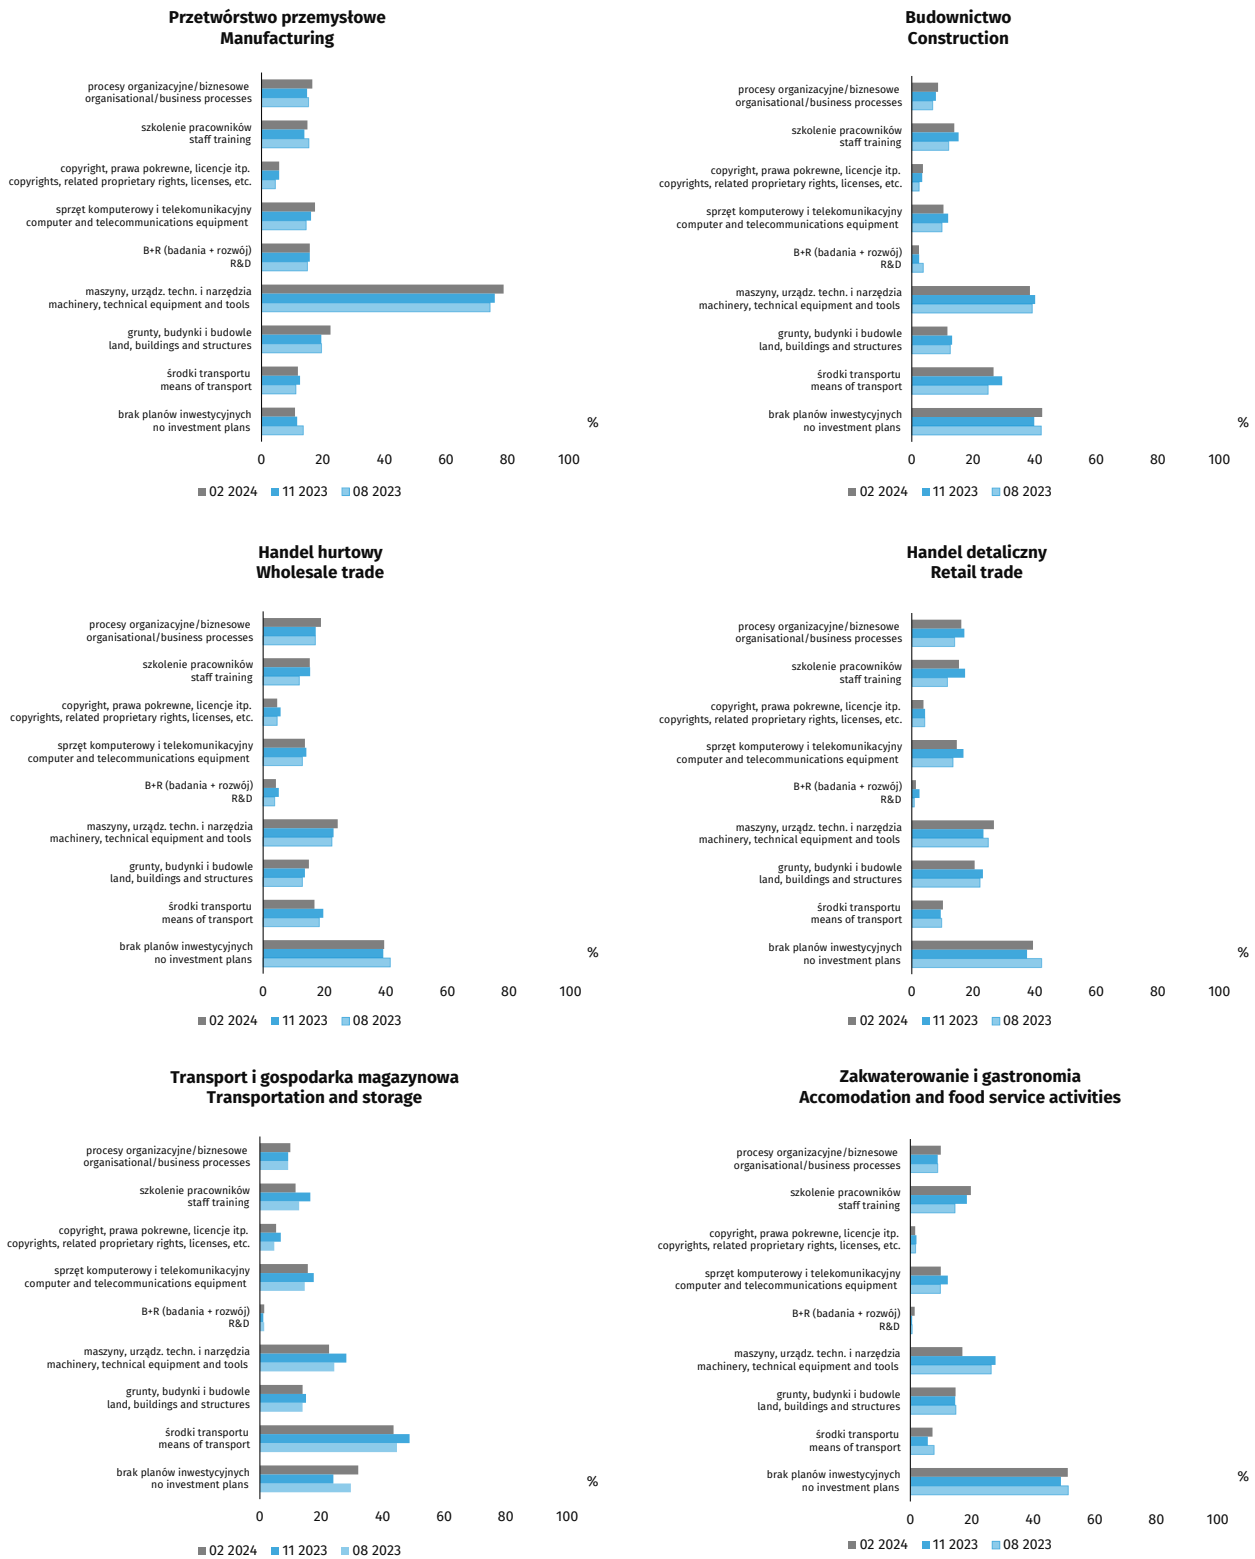 Przetwórstwo przemysłowe
Manufacturing
procesy organizacyjne/biznesowe
organisational/business processes
szkolenie pracowników
staff training
copyright, prawa pokrewne, licencje itp.
copyrights, related proprietary rights, licenses, etc.
sprzęt komputerowy i telekomunikacyjny
computer and telecommunications equipment
B+R (badania + rozwój)
R&D
maszyny, urządz. techn. i narzędzia
machinery, technical equipment and tools
grunty, budynki i budowle
land, buildings and structures
środki transportu
means of transport
brak planów inwestycyjnych
no investment plans
%
0 20 40 60 80 100
02 2024 11 2023 08 2023
Budownictwo
Construction
procesy organizacyjne/biznesowe
organisational/business processes
szkolenie pracowników
staff training
copyright, prawa pokrewne, licencje itp.
copyrights, related proprietary rights, licenses, etc.
sprzęt komputerowy i telekomunikacyjny
computer and telecommunications equipment
B+R (badania + rozwój)
R&D
maszyny, urządz. techn. i narzędzia
machinery, technical equipment and tools
grunty, budynki i budowle
land, buildings and structures
środki transportu
means of transport
brak planów inwestycyjnych
no investment plans
%
0 20 40 60 80 100
02 2024 11 2023 08 2023
Handel hurtowy
Wholesale trade
procesy organizacyjne/biznesowe
organisational/business processes
szkolenie pracowników
staff training
copyright, prawa pokrewne, licencje itp.
copyrights, related proprietary rights, licenses, etc.
sprzęt komputerowy i telekomunikacyjny
computer and telecommunications equipment
B+R (badania + rozwój)
R&D
maszyny, urządz. techn. i narzędzia
machinery, technical equipment and tools
grunty, budynki i budowle
land, buildings and structures
środki transportu
means of transport
brak planów inwestycyjnych
no investment plans
%
0 20 40 60 80 100
02 2024 11 2023 08 2023
Handel detaliczny
Retail trade
procesy organizacyjne/biznesowe
organisational/business processes
szkolenie pracowników
staff training
copyright, prawa pokrewne, licencje itp.
copyrights, related proprietary rights, licenses, etc.
sprzęt komputerowy i telekomunikacyjny
computer and telecommunications equipment
B+R (badania + rozwój)
R&D
maszyny, urządz. techn. i narzędzia
machinery, technical equipment and tools
grunty, budynki i budowle
land, buildings and structures
środki transportu
means of transport
brak planów inwestycyjnych
no investment plans
%
0 20 40 60 80 100
02 2024 11 2023 08 2023
Transport i gospodarka magazynowa
Transportation and storage
procesy organizacyjne/biznesowe
organisational/business processes
szkolenie pracowników
staff training
copyright, prawa pokrewne, licencje itp.
copyrights, related proprietary rights, licenses, etc.
sprzęt komputerowy i telekomunikacyjny
computer and telecommunications equipment
B+R (badania + rozwój)
R&D
maszyny, urządz. techn. i narzędzia
machinery, technical equipment and tools
grunty, budynki i budowle
land, buildings and structures
środki transportu
means of transport
brak planów inwestycyjnych
no investment plans
%
0 20 40 60 80 100
02 2024 11 2023 08 2023
Zakwaterowanie i gastronomia
Accomodation and food service activities
procesy organizacyjne/biznesowe
organisational/business processes
szkolenie pracowników
staff training
copyright, prawa pokrewne, licencje itp.
copyrights, related proprietary rights, licenses, etc.
sprzęt komputerowy i telekomunikacyjny
computer and telecommunications equipment
B+R (badania + rozwój)
R&D
maszyny, urządz. techn. i narzędzia
machinery, technical equipment and tools
grunty, budynki i budowle
land, buildings and structures
środki transportu
means of transport
brak planów inwestycyjnych
no investment plans
%
0 20 40 60 80 100
02 2024 11 2023 08 2023